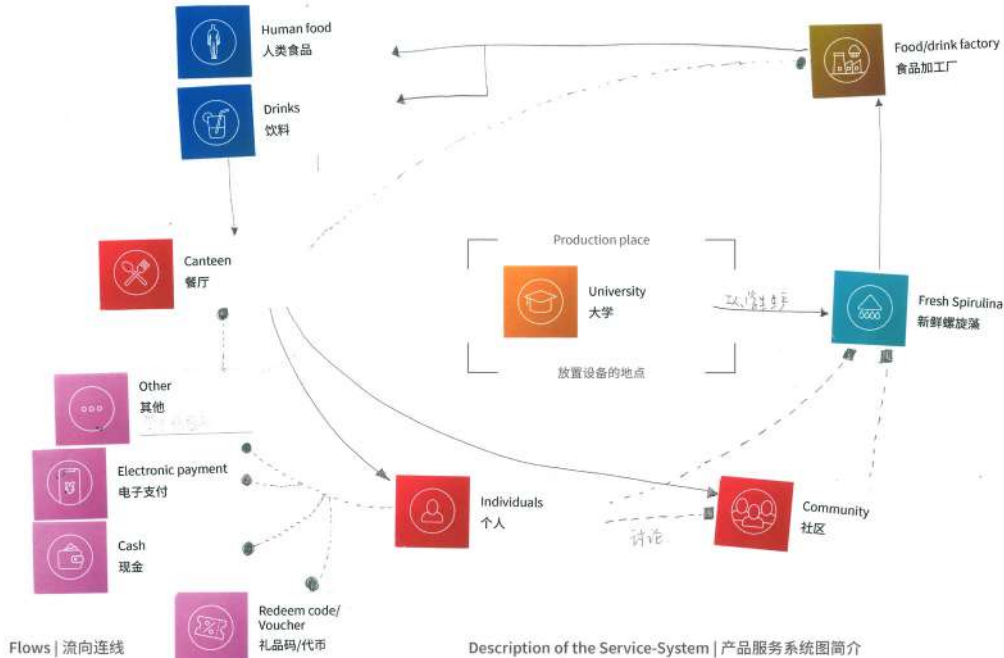 Human food
人类食品
Food/drink factory
食品加工厂
Drinks
饮料
Canteen
餐厅
Production place
University
大学
放置设备的地点
Fresh Spirulina
新鲜螺旋藻
Other
其他
Electronic payment
电子支付
Cash
现金
Redeem code/
Voucher
礼品码/代币
Individuals
个人
讨论
Community
社区
Flows | 流向连线
Description of the Service-System | 产品服务系统图简介